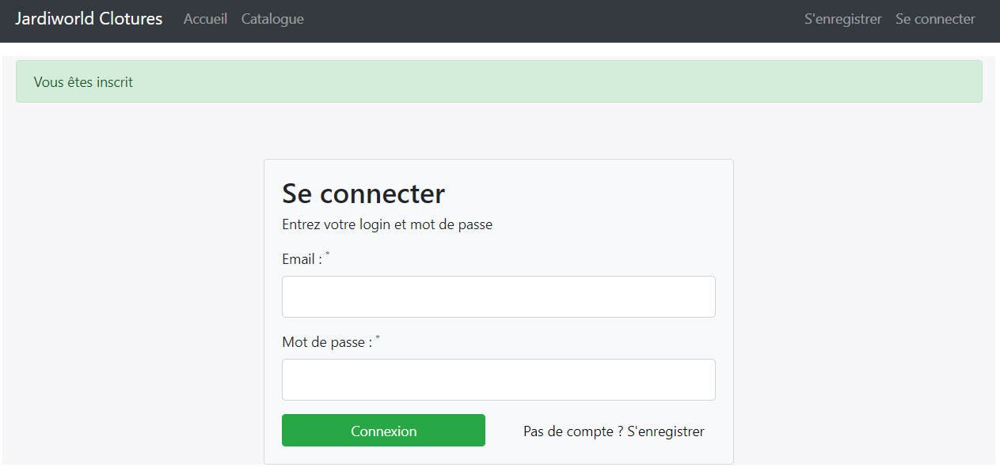 Jardiworld Clotures Accueil Catalogue S'enregistrer Se connecter
Vous êtes inscrit
Se connecter
Entrez votre login et mot de passe
Email : *
Mot de passe : *
Connexion Pas de compte ? S'enregistrer